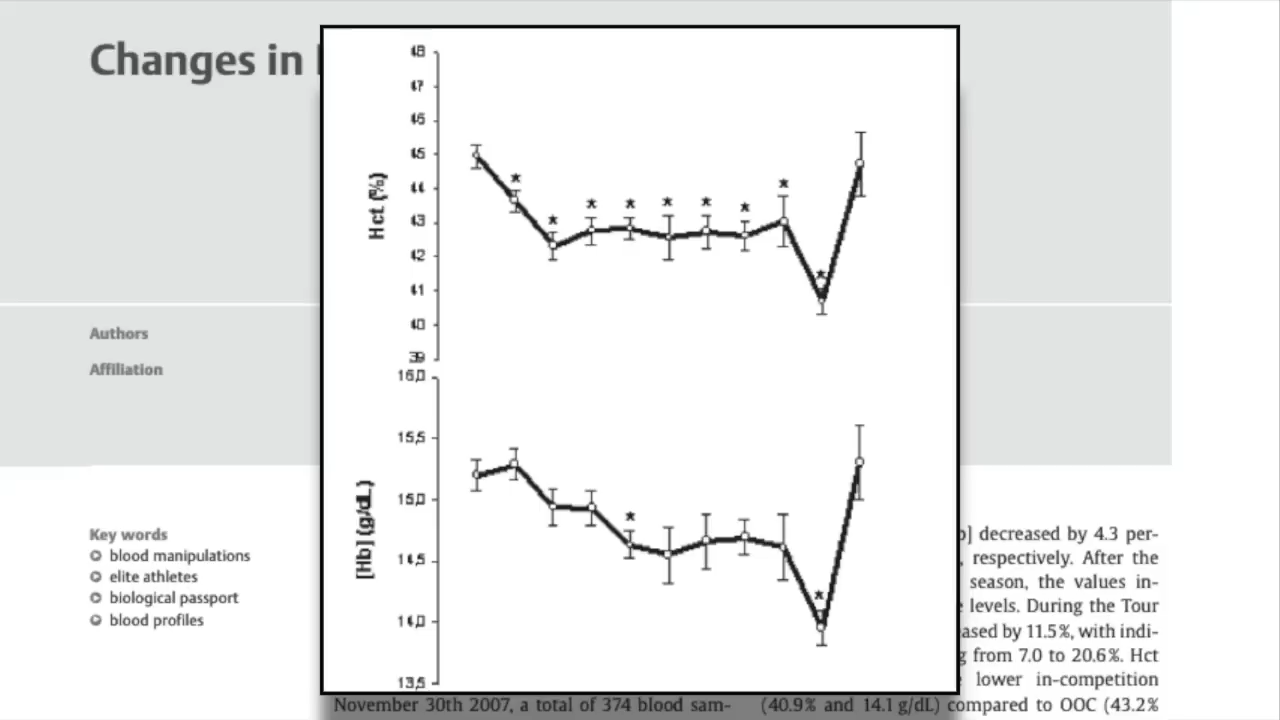 Changes in
Authors
Affiliation
Key words
blood manipulations
elite athletes
biological passport
blood profiles
48
47
46
45
44
43
42
41
40
39
Hct (%)
* * * * * * * * *
16,0
15,5
15,0
14,5
14,0
13,5
[Hb] (g/dL)
* *
] decreased by 4.3 per-
, respectively. After the
season, the values in-
levels. During the Tour
ased by 11.5%, with indi-
from 7.0 to 20.6%. Hct
lower in-competition
November 30th 2007, a total of 374 blood sam-
(40.9% and 14.1 g/dL) compared to OOC (43.2%